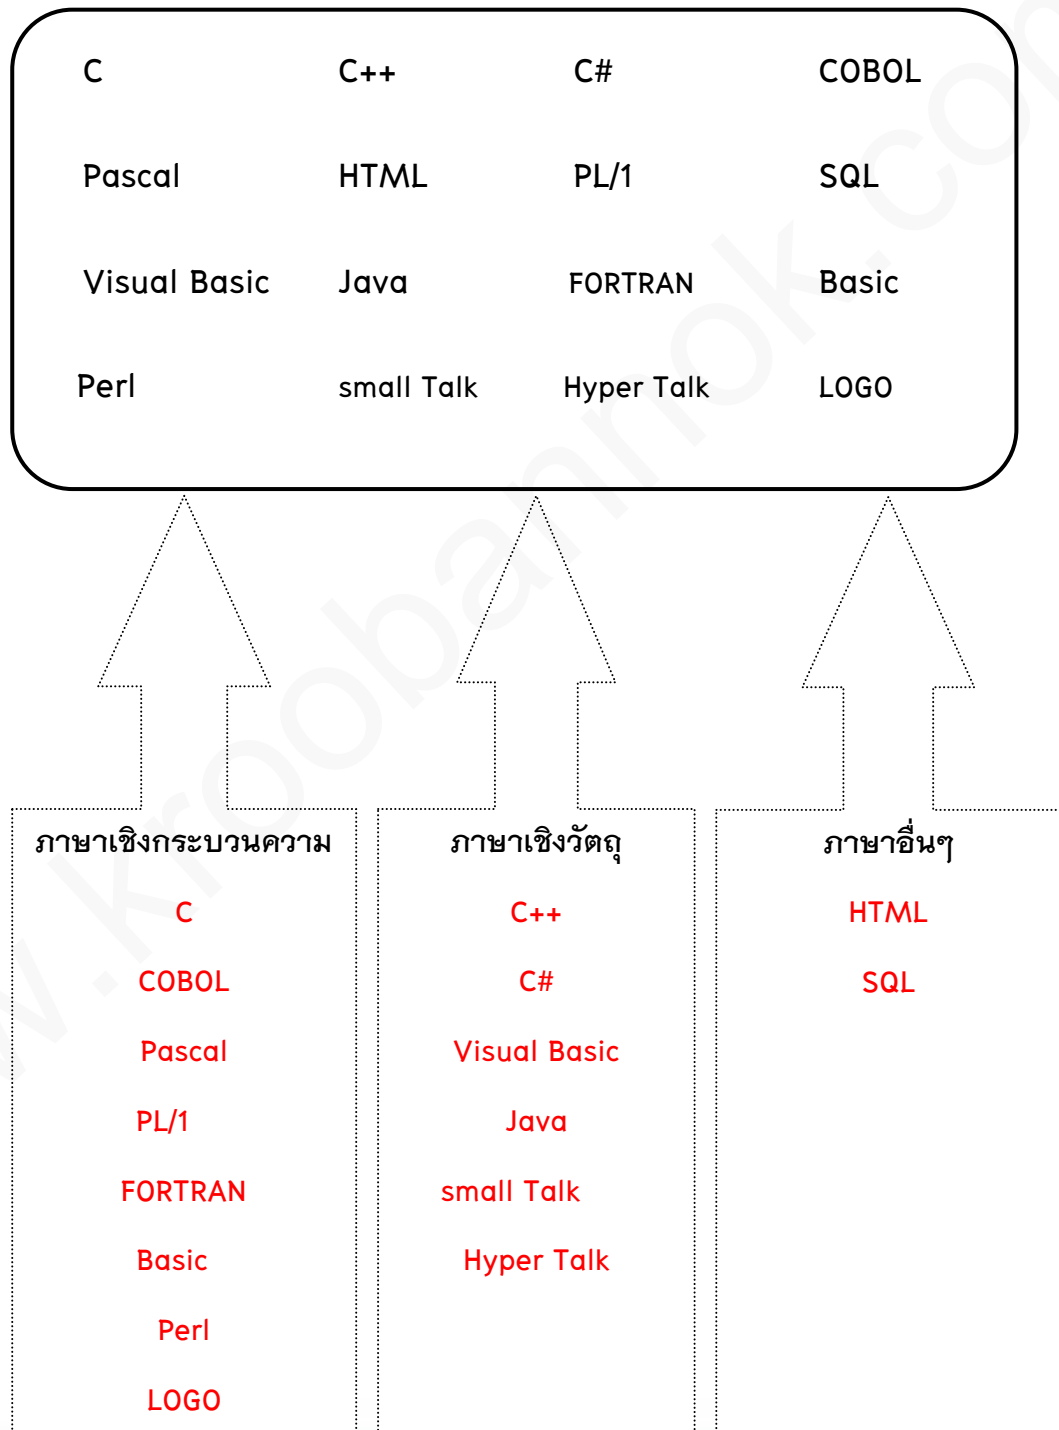 C C++ C# COBOL
Pascal HTML PL/1 SQL
Visual Basic Java FORTRAN Basic
Perl small Talk Hyper Talk LOGO
ภาษาเชิงกระบวนความ
C
COBOL
Pascal
PL/1
FORTRAN
Basic
Perl
LOGO
ภาษาเชิงวัตถุ
C++
C#
Visual Basic
Java
small Talk
Hyper Talk
ภาษาอื่นๆ
HTML
SQL
w.kroobannok.com